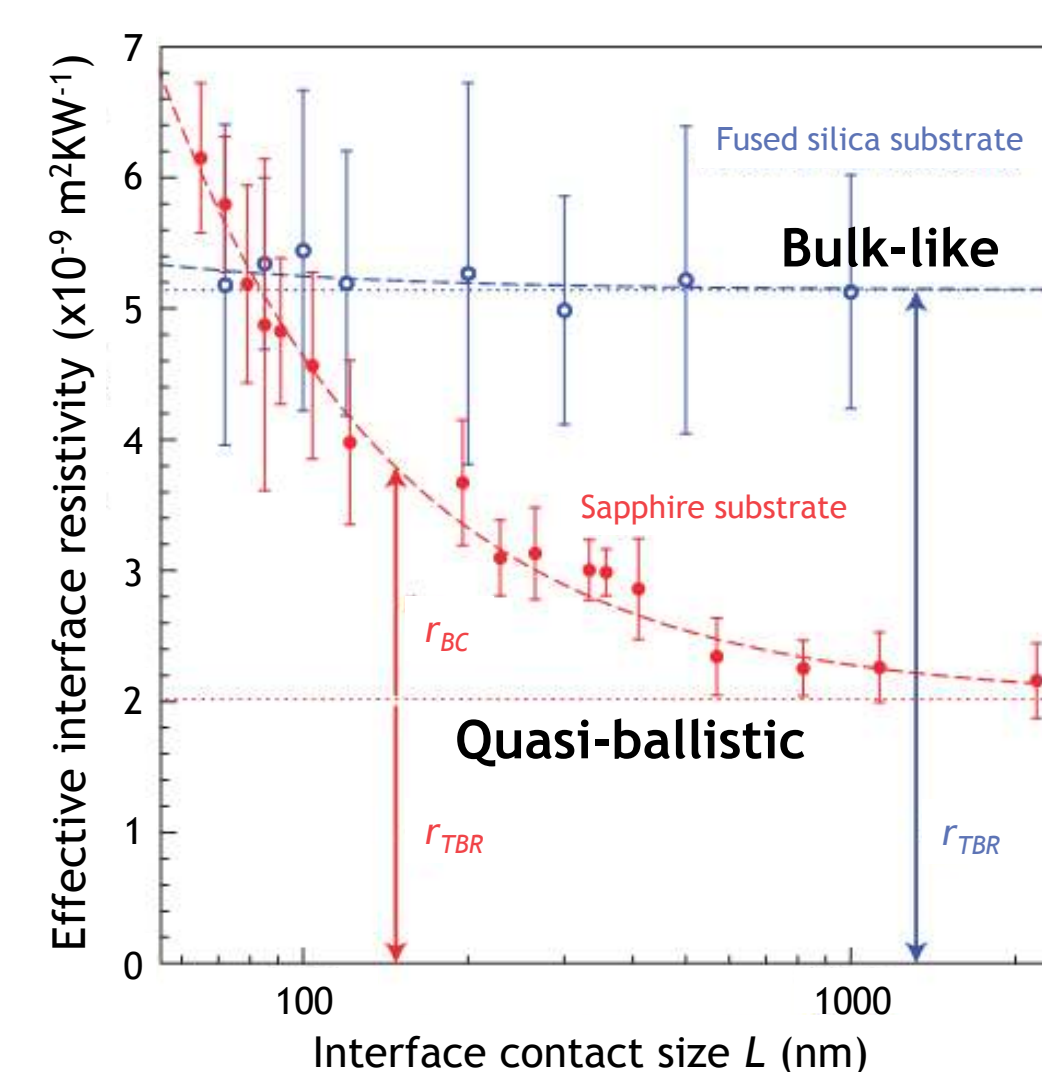 Effective interface resistivity (x10⁻⁹ m²KW⁻¹)
7
6
5
4
3
2
1
0
Fused silica substrate
Bulk-like
Sapphire substrate
r_BC
Quasi-ballistic
r_TBR
r_TBR
100
1000
Interface contact size L (nm)